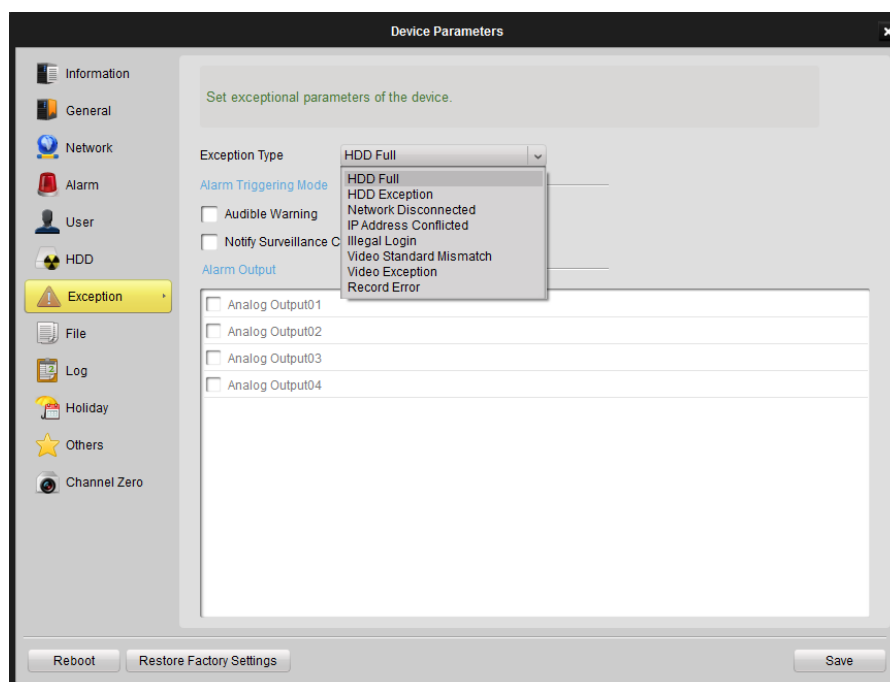 Device Parameters
Information
General
Network
Alarm
User
HDD
Exception
File
Log
Holiday
Others
Channel Zero
Set exceptional parameters of the device.
Exception Type
HDD Full
HDD Full
HDD Exception
Network Disconnected
IP Address Conflicted
Illegal Login
Video Standard Mismatch
Video Exception
Record Error
Alarm Triggering Mode
Audible Warning
Notify Surveillance C
Alarm Output
Analog Output01
Analog Output02
Analog Output03
Analog Output04
Reboot
Restore Factory Settings
Save